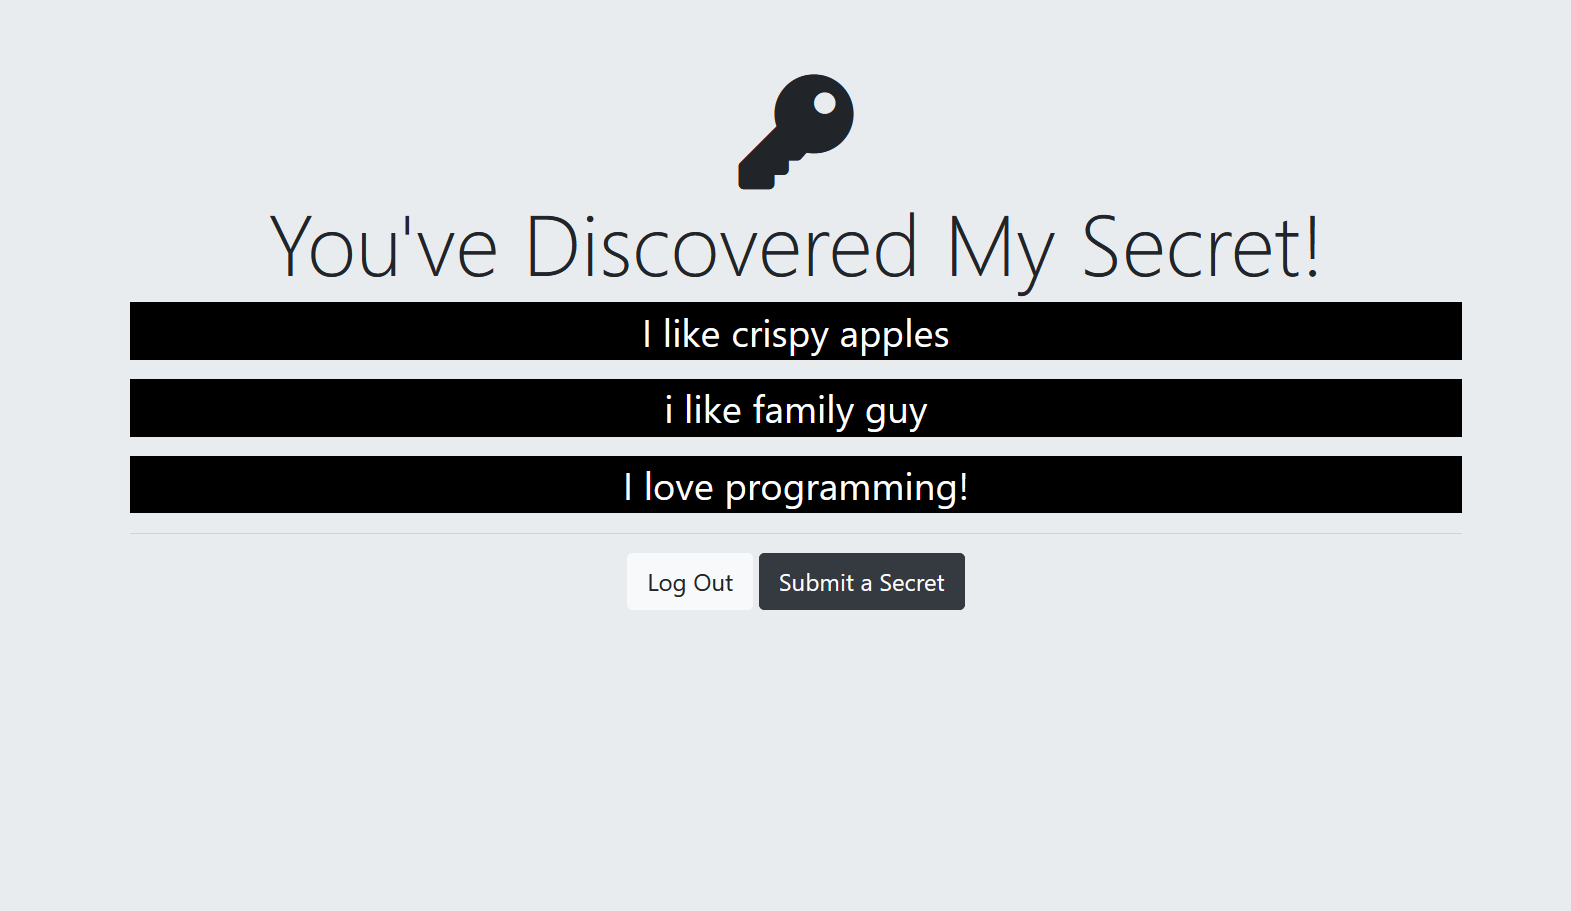 You've Discovered My Secret!
I like crispy apples
i like family guy
I love programming!
Log Out
Submit a Secret